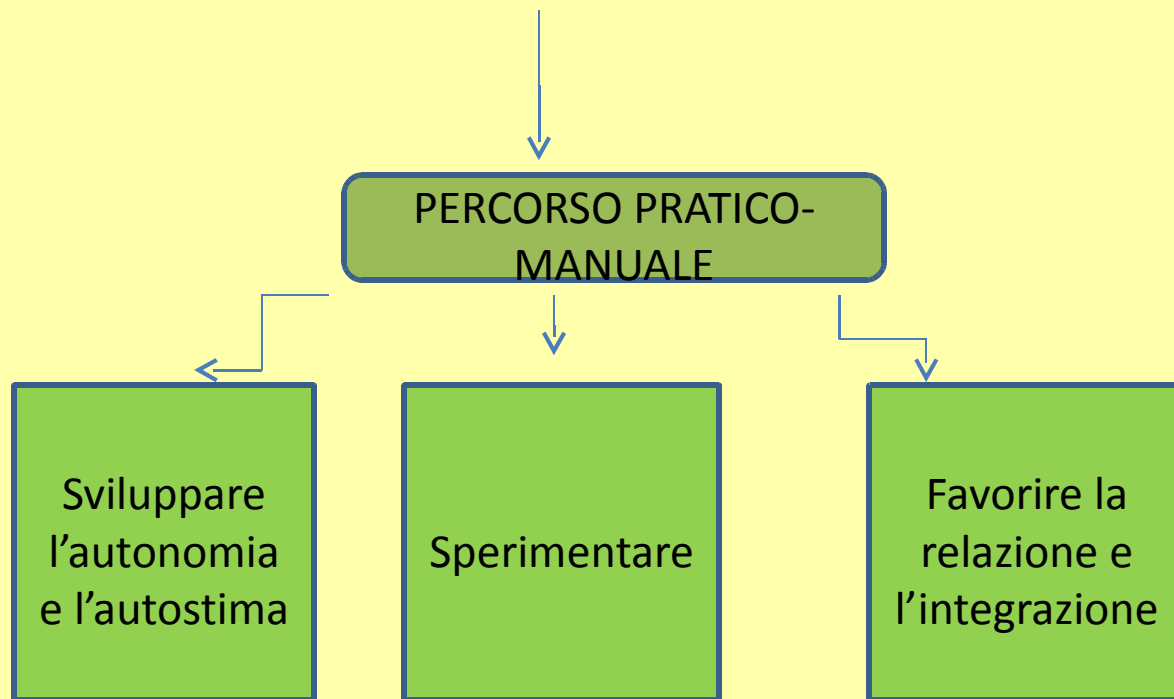 PERCORSO PRATICO-
MANUALE
Sviluppare
l’autonomia
e l’autostima
Sperimentare
Favorire la
relazione e
l’integrazione